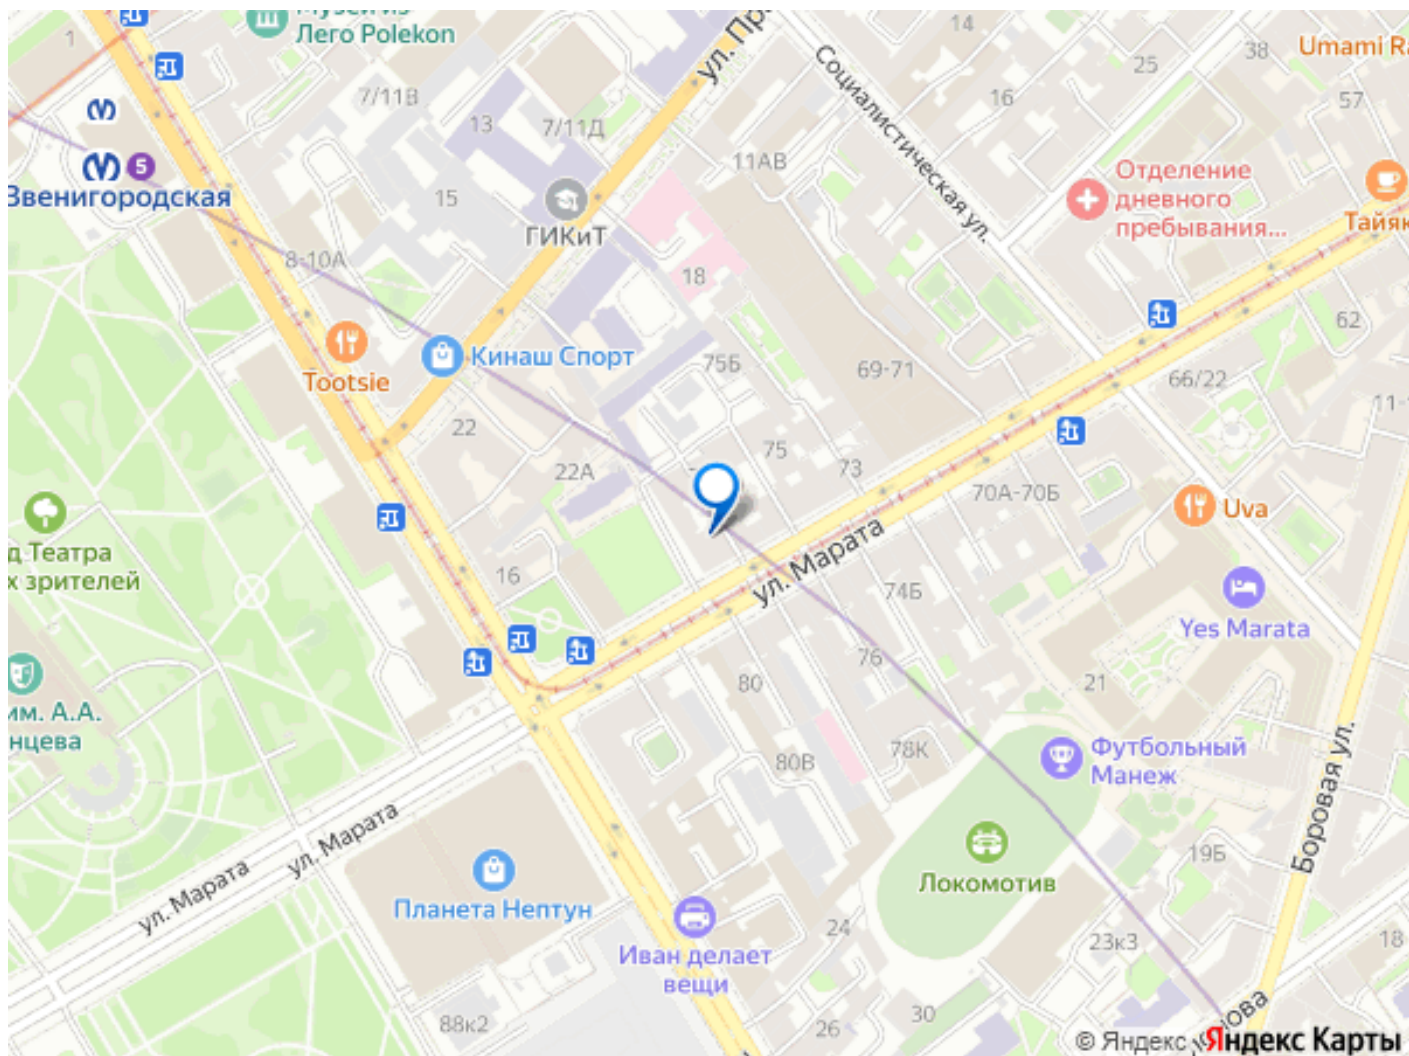 Лего Polekon
1
14
38
Umami Ra
25
7/11В
13
7/11Д
16
57
Социалистическая ул.
11АВ
5
Звенигородская
15
ГИКиТ
Отделение
дневного
пребывания...
Тайяк
8-10А
18
62
Tootsie
Кинаш Спорт
75Б
69-71
66/22
11-
22
22А
75
73
70А-70Б
Uva
д Театра
х зрителей
16
ул. Марата
74Б
Yes Marata
76
80
21
им. А.А.
нцева
78К
80В
Футбольный
Манеж
Боровая ул.
ул. Марата
ул. Марата
19Б
Локомотив
Планета Нептун
Иван делает
вещи
24
23к3
18
88к2
26
30
© Яндекс
Яндекс Карты